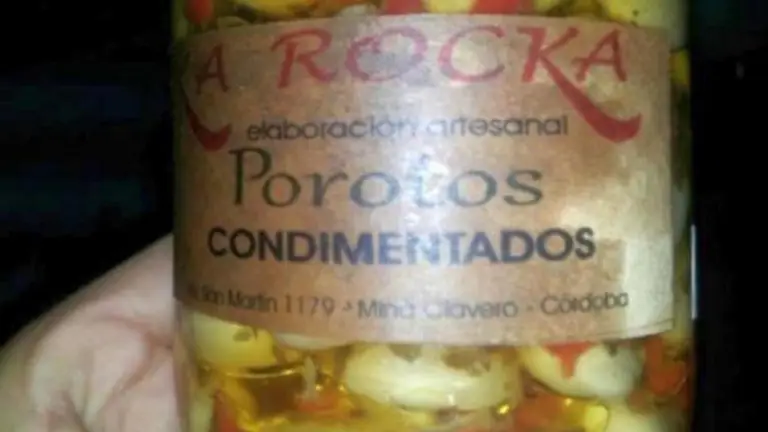 A ROCKA
elaboración artesanal
Porotos
CONDIMENTADOS
San Martín 1179 - Mina Clavero - Córdoba